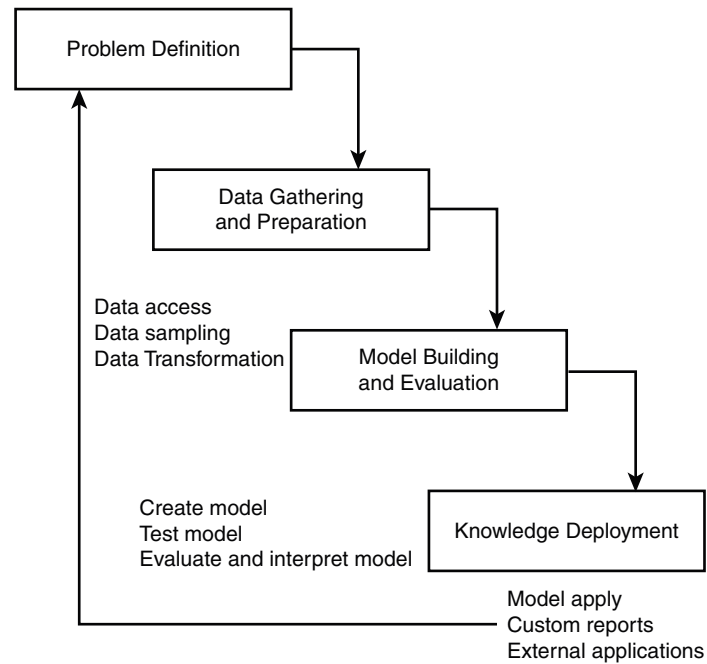 Problem Definition
Data Gathering
and Preparation
Data access
Data sampling
Data Transformation
Model Building
and Evaluation
Create model
Test model
Evaluate and interpret model
Knowledge Deployment
Model apply
Custom reports
External applications